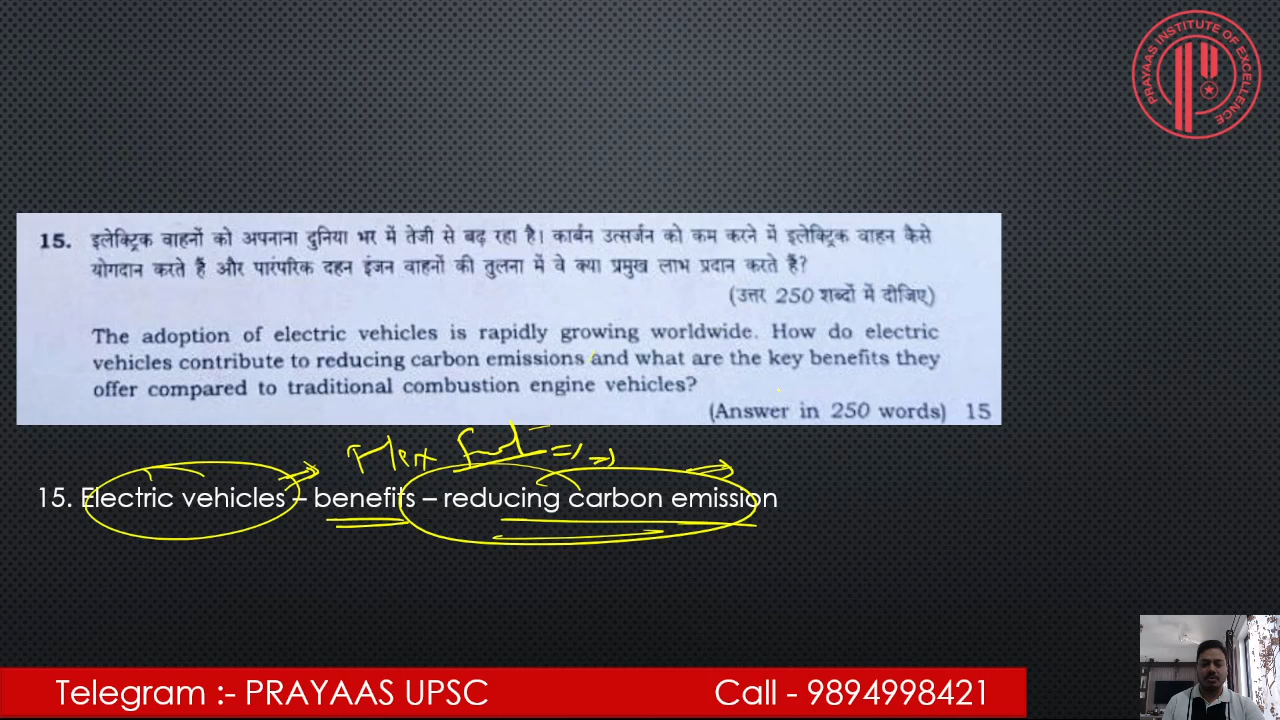 PRAYAAS INSTITUTE OF EXCELLENCE
15. इलेक्ट्रिक वाहनों को अपनाना दुनिया भर में तेजी से बढ़ रहा है। कार्बन उत्सर्जन को कम करने में इलेक्ट्रिक वाहन कैसे
योगदान करते हैं और पारंपरिक दहन इंजन वाहनों की तुलना में वे क्या प्रमुख लाभ प्रदान करते हैं?
(उत्तर 250 शब्दों में दीजिए)
The adoption of electric vehicles is rapidly growing worldwide. How do electric
vehicles contribute to reducing carbon emissions and what are the key benefits they
offer compared to traditional combustion engine vehicles?
(Answer in 250 words) 15
15. Electric vehicles – benefits – reducing carbon emission
Telegram :- PRAYAAS UPSC
Call - 9894998421